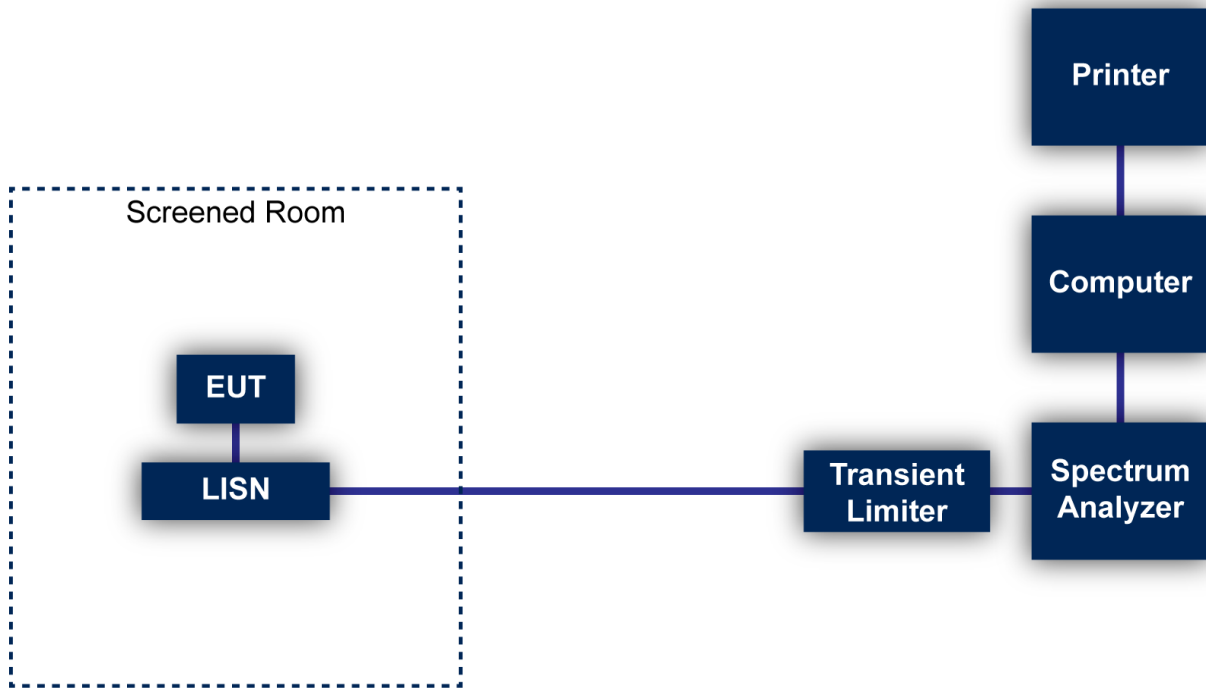 Printer
Screened Room
Computer
EUT
LISN
Transient
Limiter
Spectrum
Analyzer